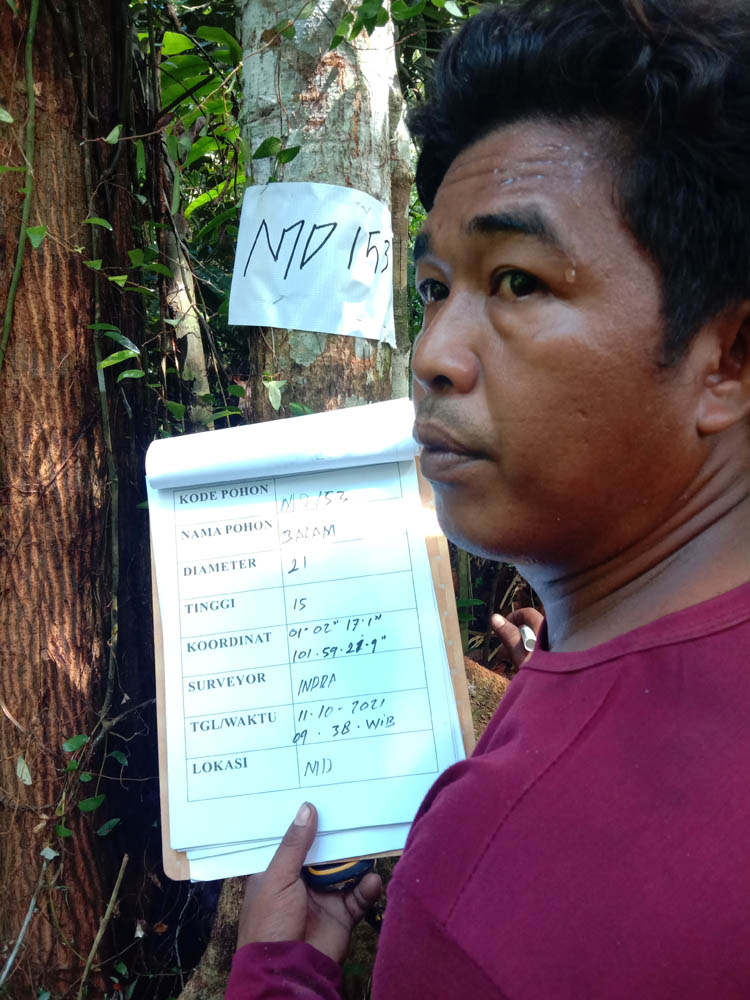 MD 153
KODE POHON MD 153
NAMA POHON BALAM
DIAMETER 21
TINGGI 15
KOORDINAT 01·02" 17·1"
101·59·21·9"
SURVEYOR INDRA
TGL/WAKTU 11·10·2021
09·38·WIB
LOKASI MD